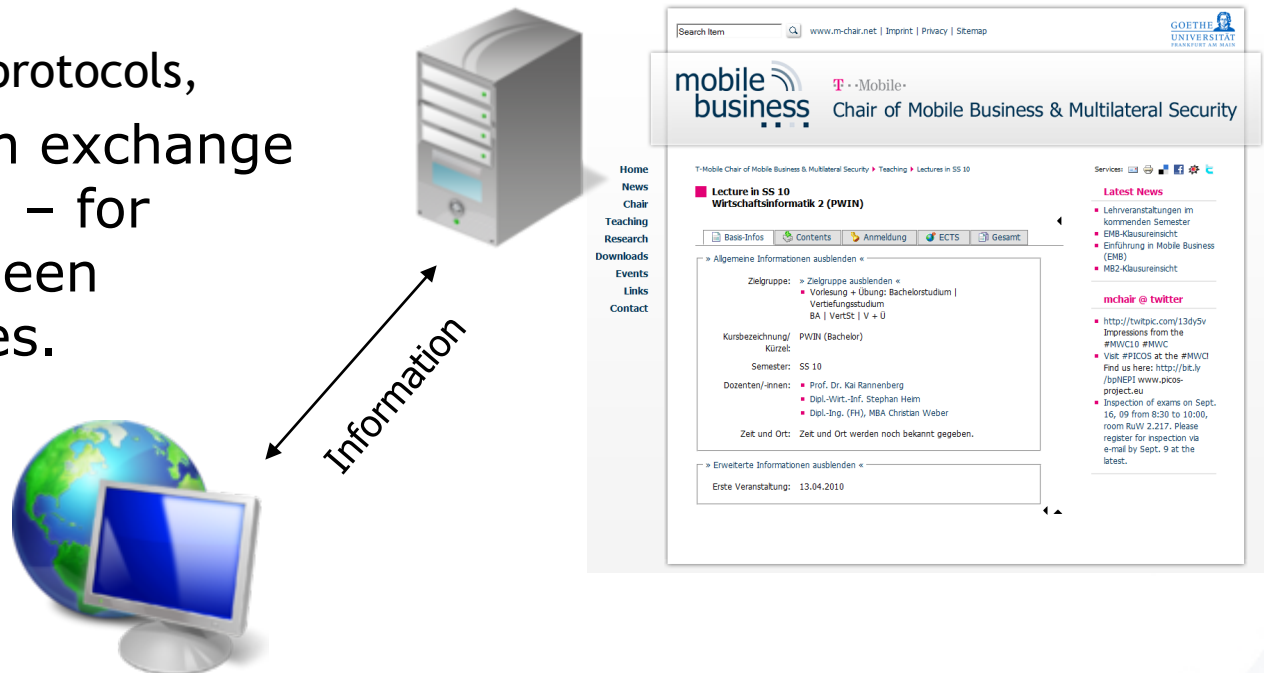 protocols,
n exchange
– for
een
es.
Information
Search Item
www.m-chair.net | Imprint | Privacy | Sitemap
GOETHE
UNIVERSITÄT
FRANKFURT AM MAIN
mobile
business
T··Mobile·
Chair of Mobile Business & Multilateral Security
Home
News
Chair
Teaching
Research
Downloads
Events
Links
Contact
T-Mobile Chair of Mobile Business & Multilateral Security Teaching Lectures in SS 10
Lecture in SS 10
Wirtschaftsinformatik 2 (PWIN)
Basis-Infos Contents Anmeldung ECTS Gesamt
» Allgemeine Informationen ausblenden «
Zielgruppe: » Zielgruppe ausblenden «
Vorlesung + Übung: Bachelorstudium |
Vertiefungsstudium
BA | VertSt | V + Ü
Kursbezeichnung/ PWIN (Bachelor)
Kürzel:
Semester: SS 10
Dozenten/-innen: Prof. Dr. Kai Rannenberg
Dipl.-Wirt.-Inf. Stephan Heim
Dipl.-Ing. (FH), MBA Christian Weber
Zeit und Ort: Zeit und Ort werden noch bekannt gegeben.
» Erweiterte Informationen ausblenden «
Erste Veranstaltung: 13.04.2010
Services:
Latest News
Lehrveranstaltungen im
kommenden Semester
EMB-Klausureinsicht
Einführung in Mobile Business
(EMB)
MB2-Klausureinsicht
mchair @ twitter
http://twitpic.com/13dy5v
Impressions from the
#MWC10 #MWC
Visit #PICOS at the #MWC!
Find us here: http://bit.ly
/bpNEPI www.picos-
project.eu
Inspection of exams on Sept.
16, 09 from 8:30 to 10:00,
room RuW 2.217. Please
register for inspection via
e-mail by Sept. 9 at the
latest.